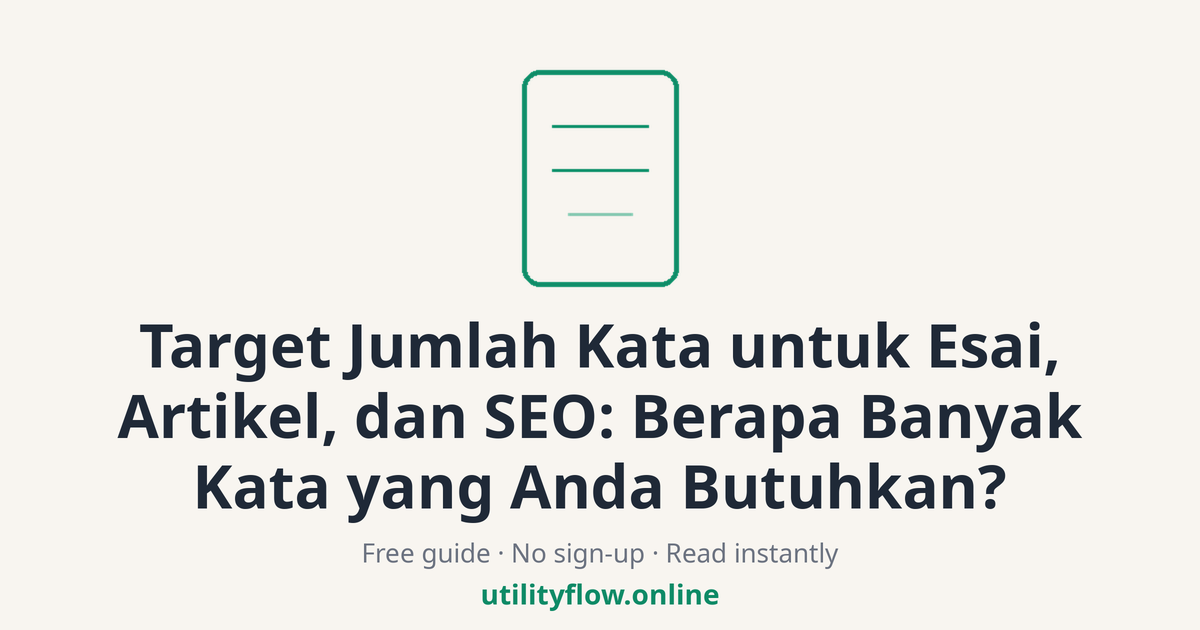 Target Jumlah Kata untuk Esai,
Artikel, dan SEO: Berapa Banyak
Kata yang Anda Butuhkan?
Free guide · No sign-up · Read instantly
utilityflow.online